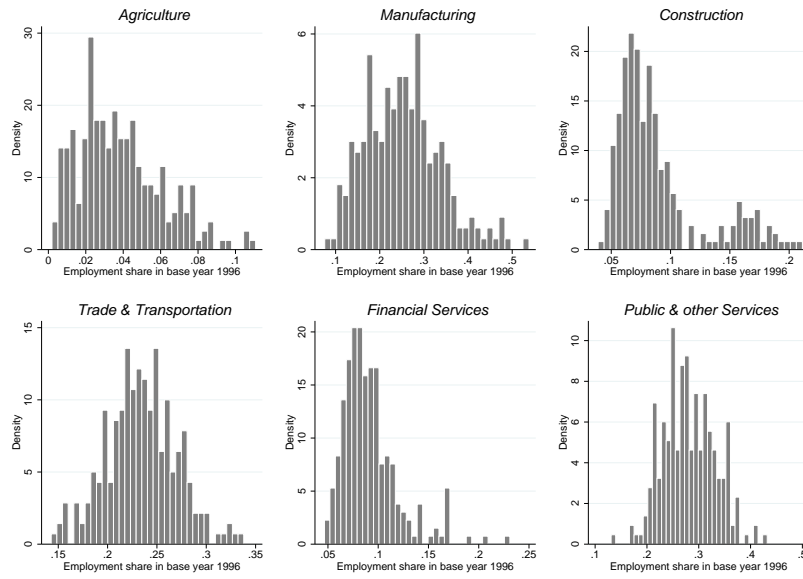 Agriculture
Density
0 10 20 30
0 .02 .04 .06 .08 .1
Employment share in base year 1996
Manufacturing
Density
0 2 4 6
.1 .2 .3 .4 .5
Employment share in base year 1996
Construction
Density
0 5 10 15 20
.05 .1 .15 .2
Employment share in base year 1996
Trade & Transportation
Density
0 5 10 15
.15 .2 .25 .3 .35
Employment share in base year 1996
Financial Services
Density
0 5 10 15 20
.05 .1 .15 .2 .25
Employment share in base year 1996
Public & other Services
Density
0 2 4 6 8 10
.1 .2 .3 .4 .5
Employment share in base year 1996